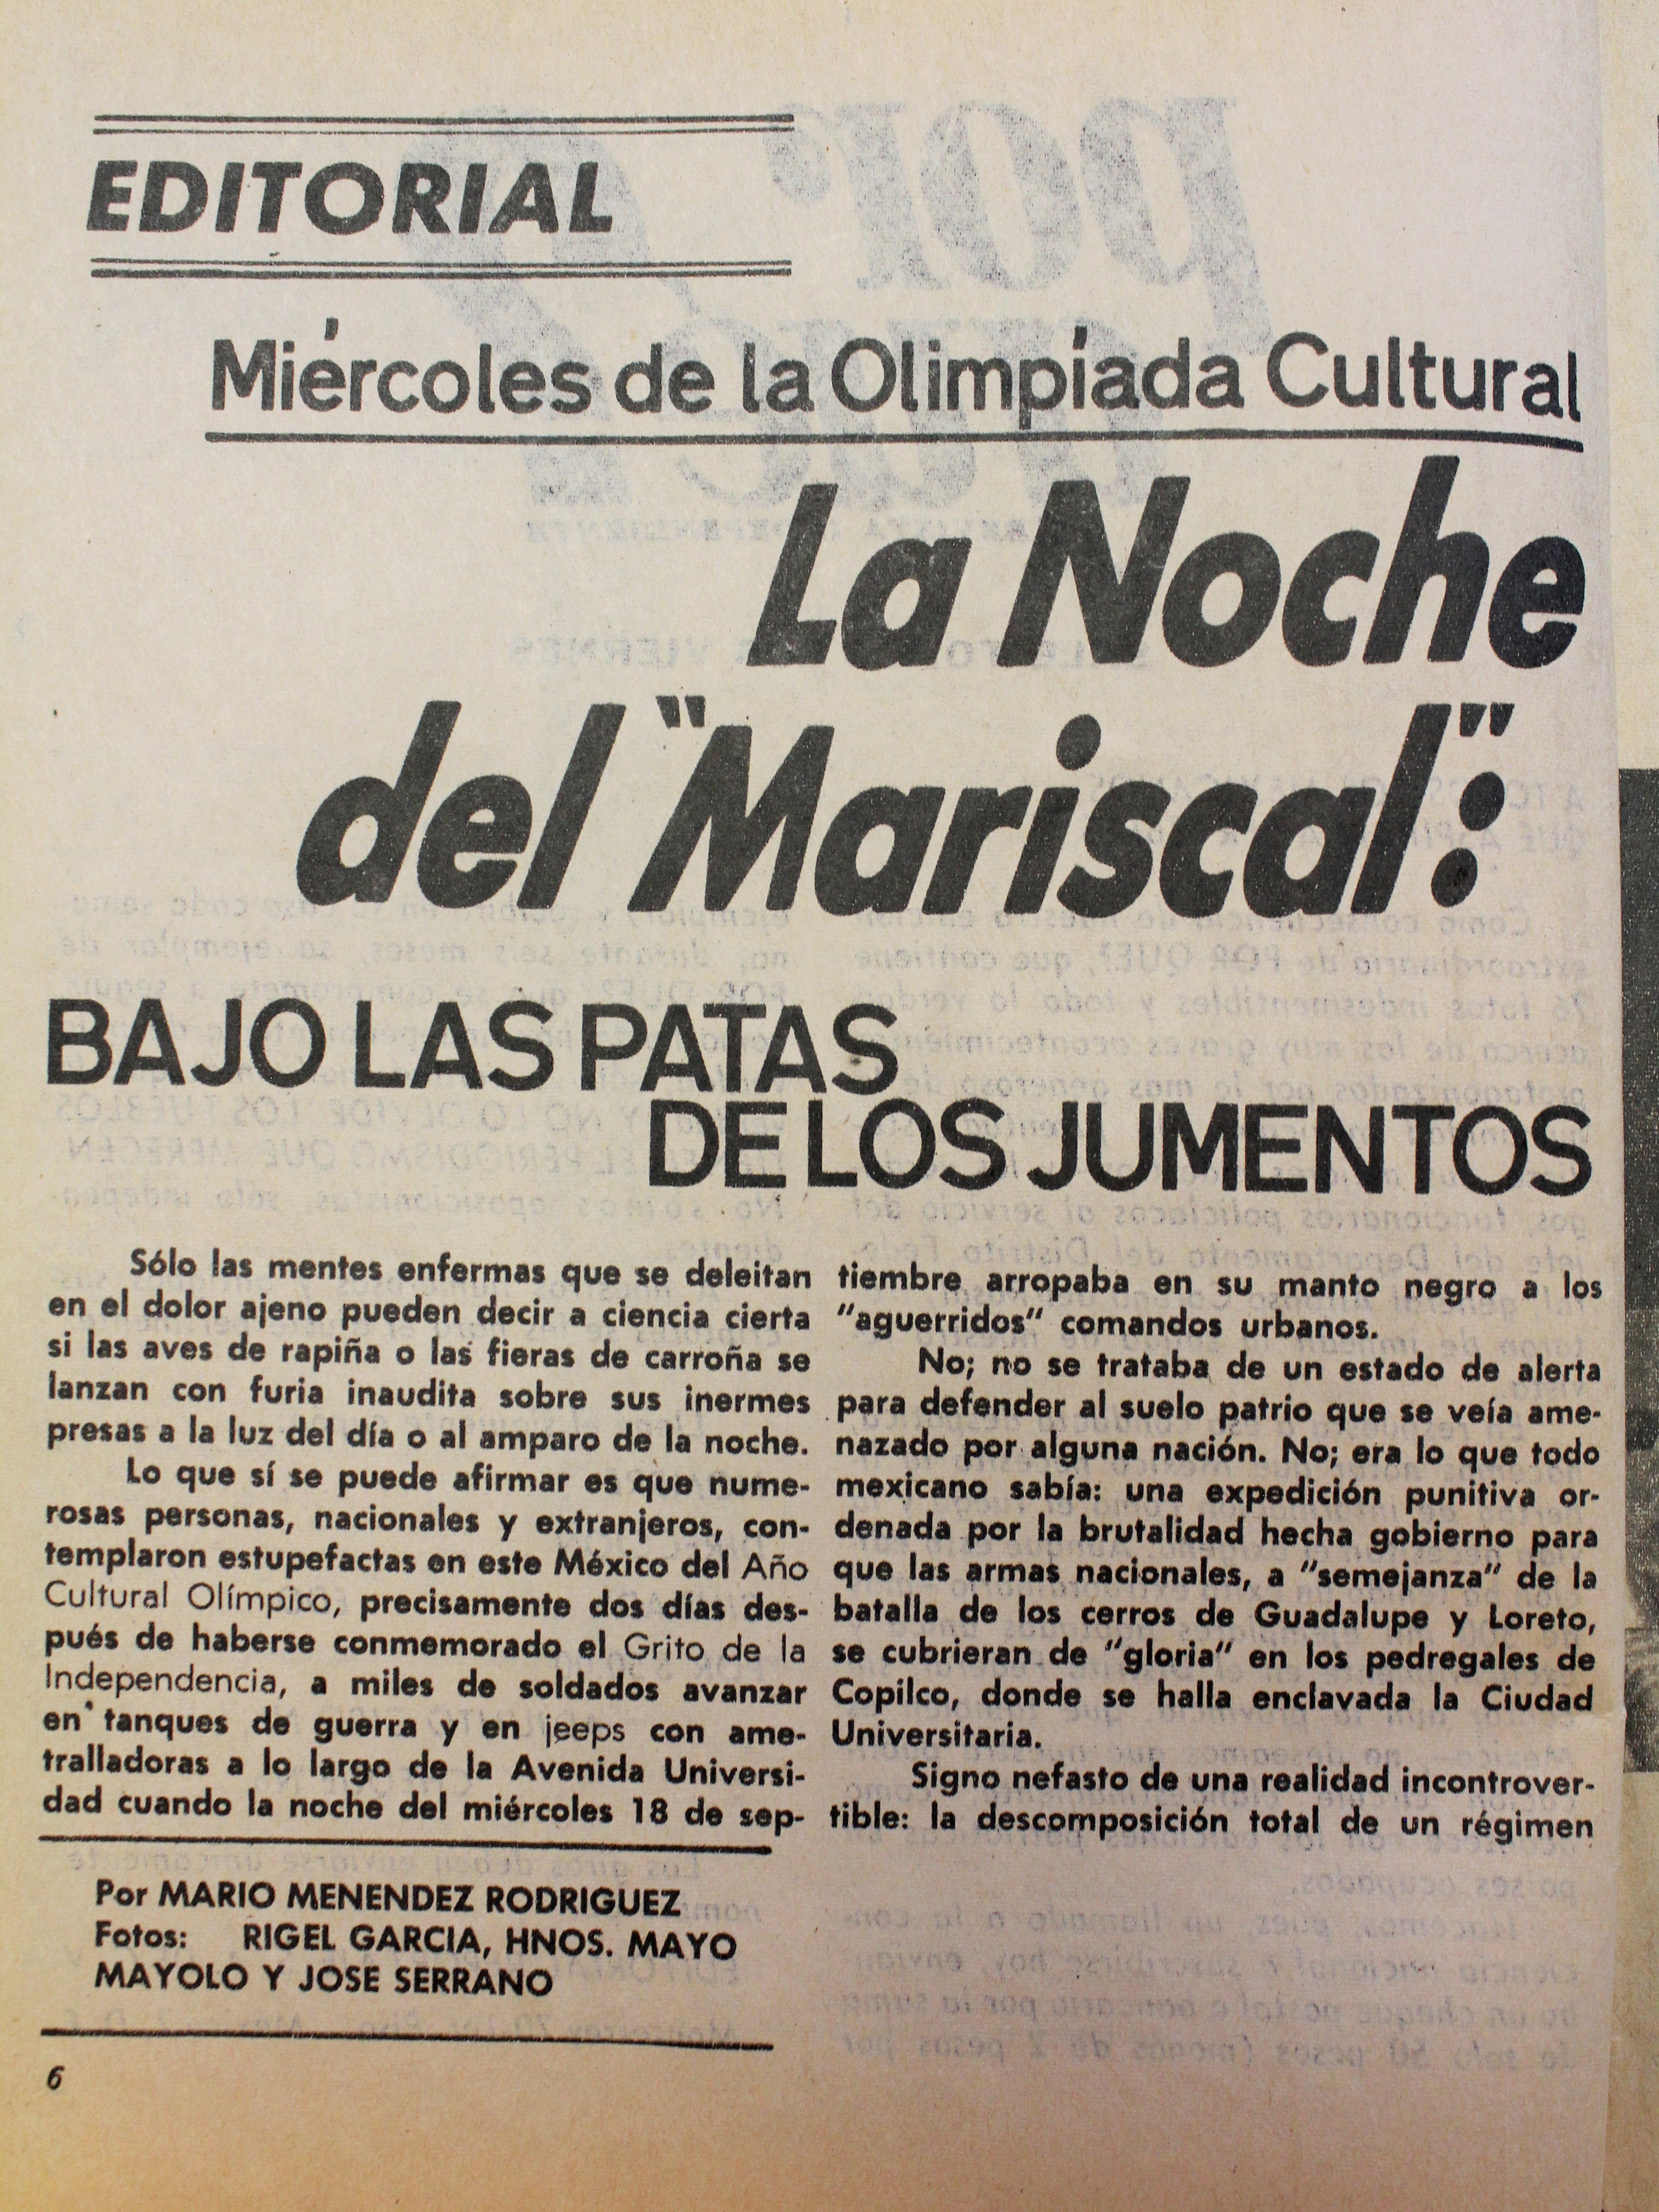 EDITORIAL
Miércoles de la Olimpíada Cultural
La Noche
del "Mariscal":
BAJO LAS PATAS
DE LOS JUMENTOS
Sólo las mentes enfermas que se deleitan
en el dolor ajeno pueden decir a ciencia cierta
si las aves de rapiña o las fieras de carroña se
lanzan con furia inaudita sobre sus inermes
presas a la luz del día o al amparo de la noche.
Lo que sí se puede afirmar es que nume-
rosas personas, nacionales y extranjeros, con-
templaron estupefactas en este México del Año
Cultural Olímpico, precisamente dos días des-
pués de haberse conmemorado el Grito de la
Independencia, a miles de soldados avanzar
en tanques de guerra y en jeeps con ame-
tralladoras a lo largo de la Avenida Universi-
dad cuando la noche del miércoles 18 de sep-
tiembre arropaba en su manto negro a los
"aguerridos" comandos urbanos.
No; no se trataba de un estado de alerta
para defender al suelo patrio que se veía ame-
nazado por alguna nación. No; era lo que todo
mexicano sabía: una expedición punitiva or-
denada por la brutalidad hecha gobierno para
que las armas nacionales, a "semejanza" de la
batalla de los cerros de Guadalupe y Loreto,
se cubrieran de "gloria" en los pedregales de
Copilco, donde se halla enclavada la Ciudad
Universitaria.
Signo nefasto de una realidad incontrover-
tible: la descomposición total de un régimen
Por MARIO MENENDEZ RODRIGUEZ
Fotos: RIGEL GARCIA, HNOS. MAYO
MAYOLO Y JOSE SERRANO
6